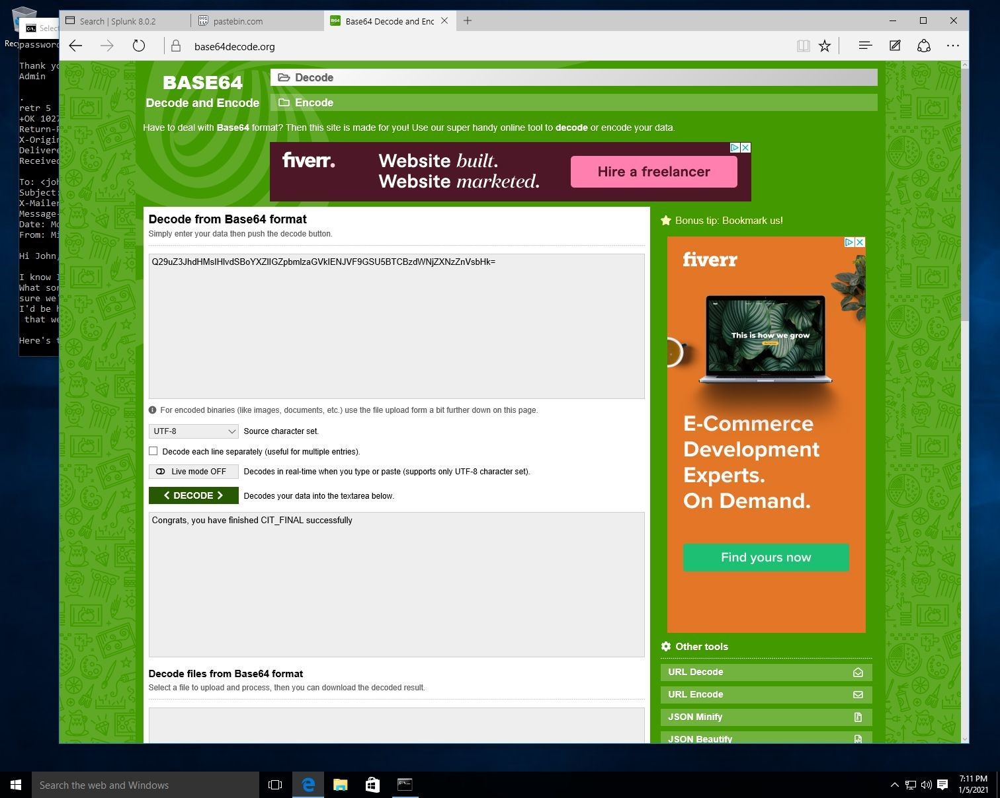 Search | Splunk 8.0.2
pastebin.com
Base64 Decode and Enc
base64decode.org
Select
Recy
password
Thank yo
Admin
.
retr 5
+OK 1027
Return-P
X-Origin
Delivere
Received
To: <joh
Subject:
X-Mailer
Message-
Date: Mo
From: Mi
Hi John,
I know I
What som
sure we'
I'd be h
that we
Here's t
BASE64
Decode and Encode
Decode
Encode
Have to deal with Base64 format? Then this site is made for you! Use our super handy online tool to decode or encode your data.
fiverr.
Website built.
Website marketed.
Hire a freelancer
Decode from Base64 format
Simply enter your data then push the decode button.
Q29uZ3JhdHMsIHlvdSBoYXZlIGZpbmlzaGVkIENJVF9GSU5BTCBzdWNjZXNzZnVsbHk=
For encoded binaries (like images, documents, etc.) use the file upload form a bit further down on this page.
UTF-8
Source character set.
Decode each line separately (useful for multiple entries).
Live mode OFF
Decodes in real-time when you type or paste (supports only UTF-8 character set).
DECODE
Decodes your data into the textarea below.
Congrats, you have finished CIT_FINAL successfully
Decode files from Base64 format
Select a file to upload and process, then you can download the decoded result.
Bonus tip: Bookmark us!
fiverr
This is how we grow
E-Commerce
Development
Experts.
On Demand.
Find yours now
Other tools
URL Decode
URL Encode
JSON Minify
JSON Beautify
Search the web and Windows
7:11 PM
1/5/2021